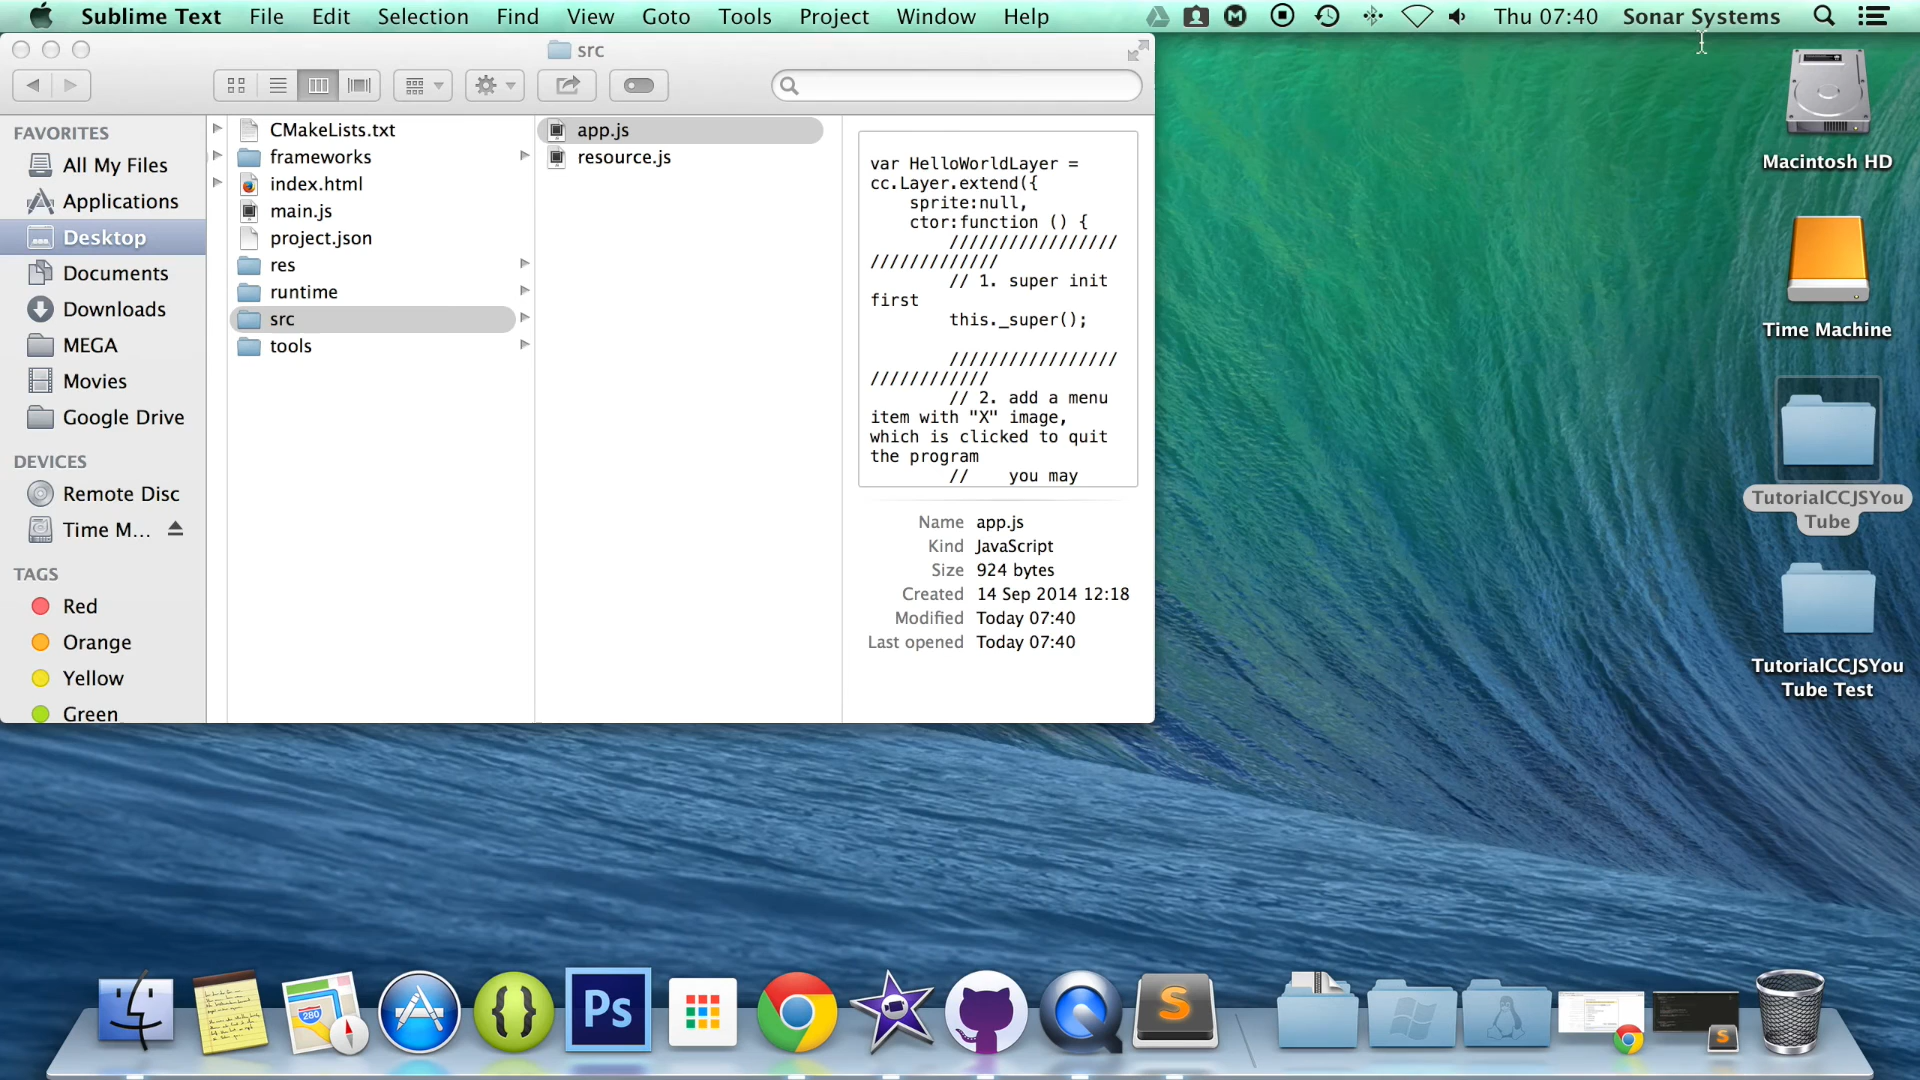 Sublime Text File Edit Selection Find View Goto Tools Project Window Help Thu 07:40 Sonar Systems
src
FAVORITES
All My Files
Applications
Desktop
Documents
Downloads
MEGA
Movies
Google Drive
DEVICES
Remote Disc
Time M...
TAGS
Red
Orange
Yellow
Green
CMakeLists.txt
frameworks
index.html
main.js
project.json
res
runtime
src
tools
app.js
resource.js
var HelloWorldLayer =
cc.Layer.extend({
sprite:null,
ctor:function () {
/////////////////
/////////////
// 1. super init
first
this._super();
/////////////////
////////////
// 2. add a menu
item with "X" image,
which is clicked to quit
the program
// you may
Name app.js
Kind JavaScript
Size 924 bytes
Created 14 Sep 2014 12:18
Modified Today 07:40
Last opened Today 07:40
Macintosh HD
Time Machine
TutorialCCJSYou
Tube
TutorialCCJSYou
Tube Test
280
{}
Ps
S
S